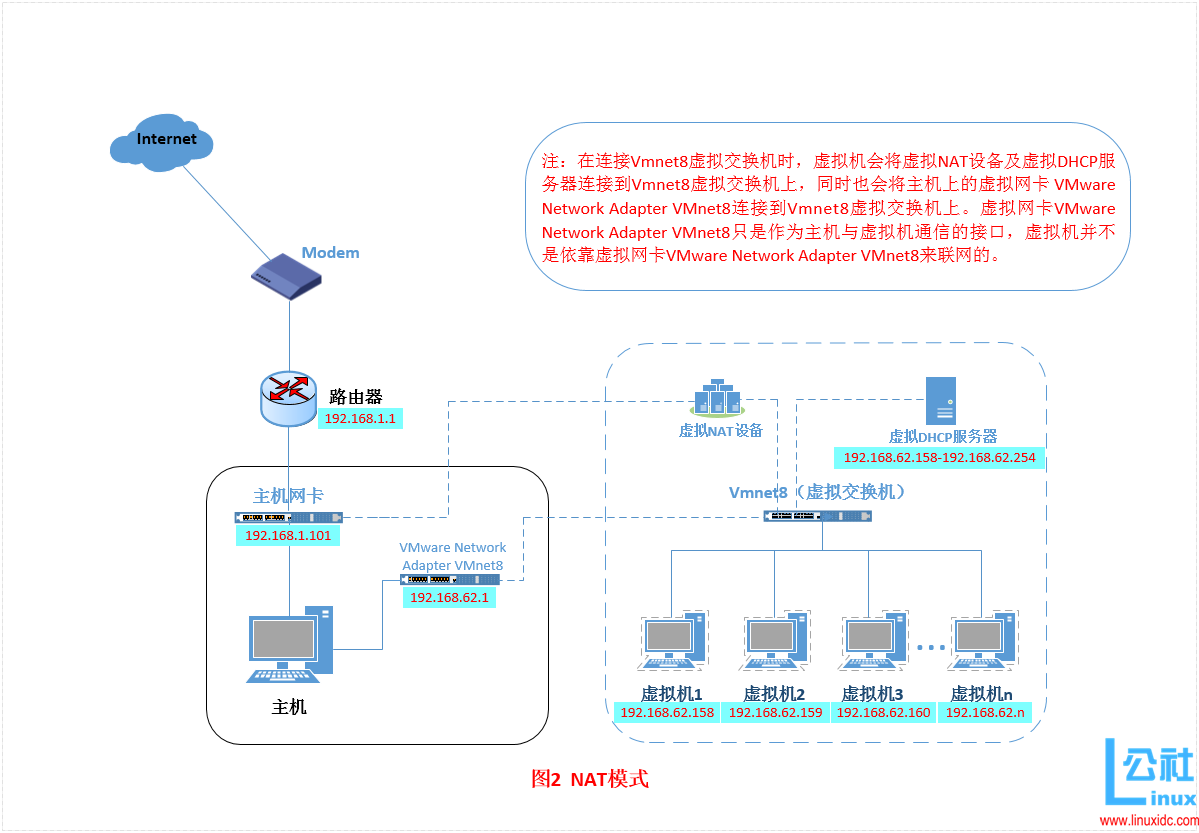 Internet
注：在连接Vmnet8虚拟交换机时，虚拟机会将虚拟NAT设备及虚拟DHCP服
务器连接到Vmnet8虚拟交换机上，同时也会将主机上的虚拟网卡 VMware
Network Adapter VMnet8连接到Vmnet8虚拟交换机上。虚拟网卡VMware
Network Adapter VMnet8只是作为主机与虚拟机通信的接口，虚拟机并不
是依靠虚拟网卡VMware Network Adapter VMnet8来联网的。
Modem
路由器
192.168.1.1
虚拟NAT设备
虚拟DHCP服务器
192.168.62.158-192.168.62.254
主机网卡
192.168.1.101
Vmnet8（虚拟交换机）
VMware Network
Adapter VMnet8
192.168.62.1
主机
虚拟机1
192.168.62.158
虚拟机2
192.168.62.159
虚拟机3
192.168.62.160
...
虚拟机n
192.168.62.n
图2 NAT模式
Linux公社
www.linuxidc.com